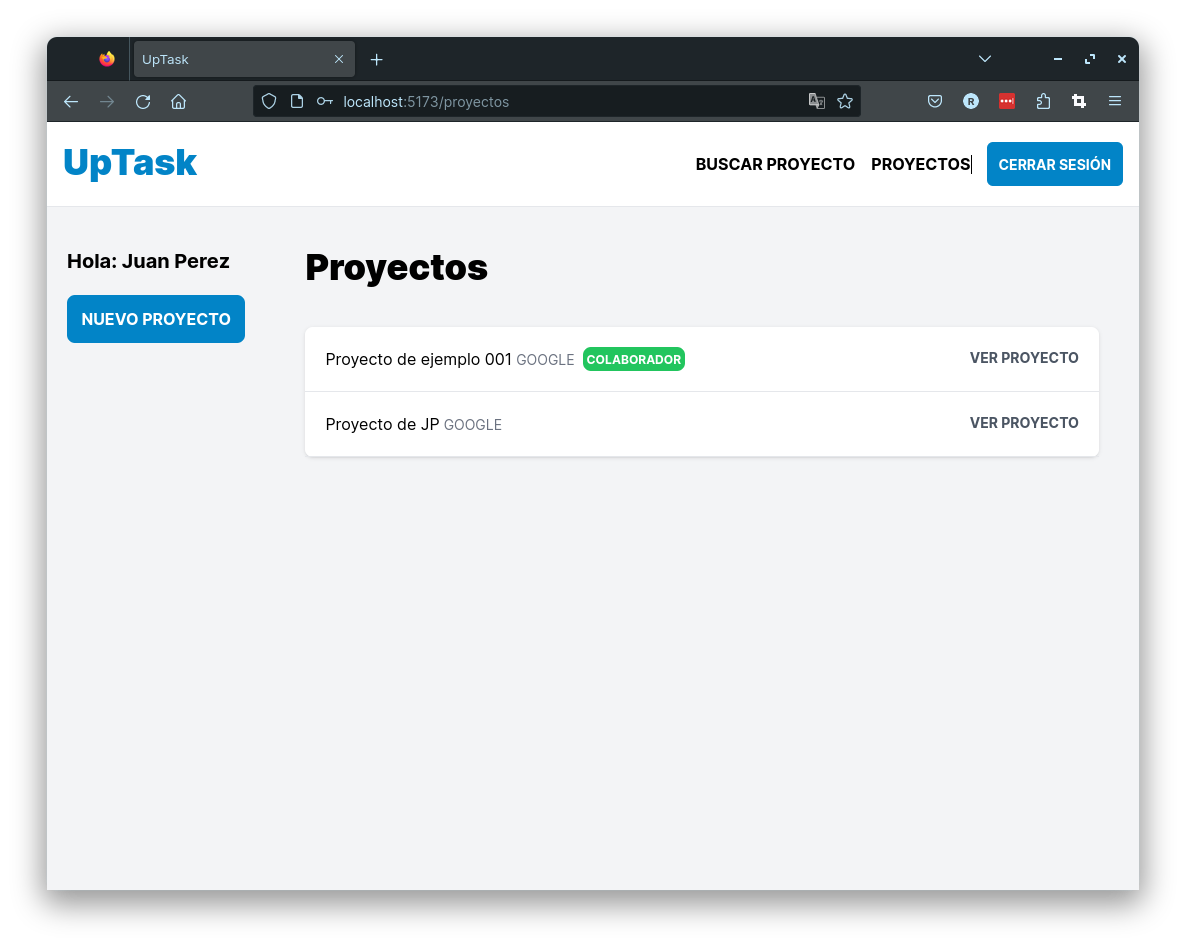 UpTask
localhost:5173/proyectos
R
UpTask
BUSCAR PROYECTO PROYECTOS CERRAR SESIÓN
Hola: Juan Perez
NUEVO PROYECTO
Proyectos
Proyecto de ejemplo 001 GOOGLE COLABORADOR VER PROYECTO
Proyecto de JP GOOGLE VER PROYECTO